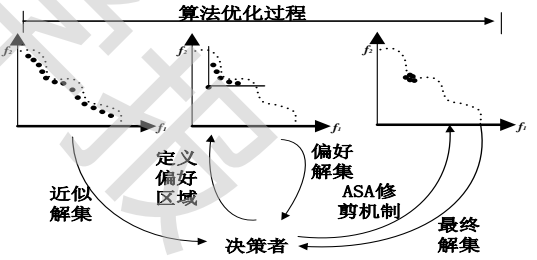 算法优化过程
f₂
f₁
f₂
f₁
f₂
f₁
近似
解集
定义
偏好
区域
偏好
解集
ASA修
剪机制
最终
解集
决策者
学报